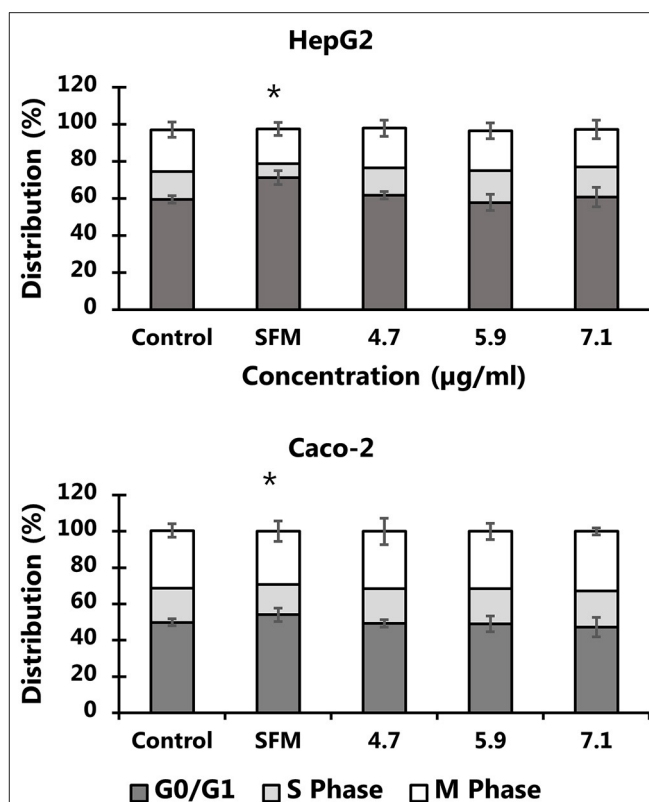 HepG2
120
100
80
60
40
20
0
Distribution (%)
*
Control SFM 4.7 5.9 7.1
Concentration (µg/ml)
Caco-2
120
100
80
60
40
20
0
Distribution (%)
*
Control SFM 4.7 5.9 7.1
G0/G1 S Phase M Phase